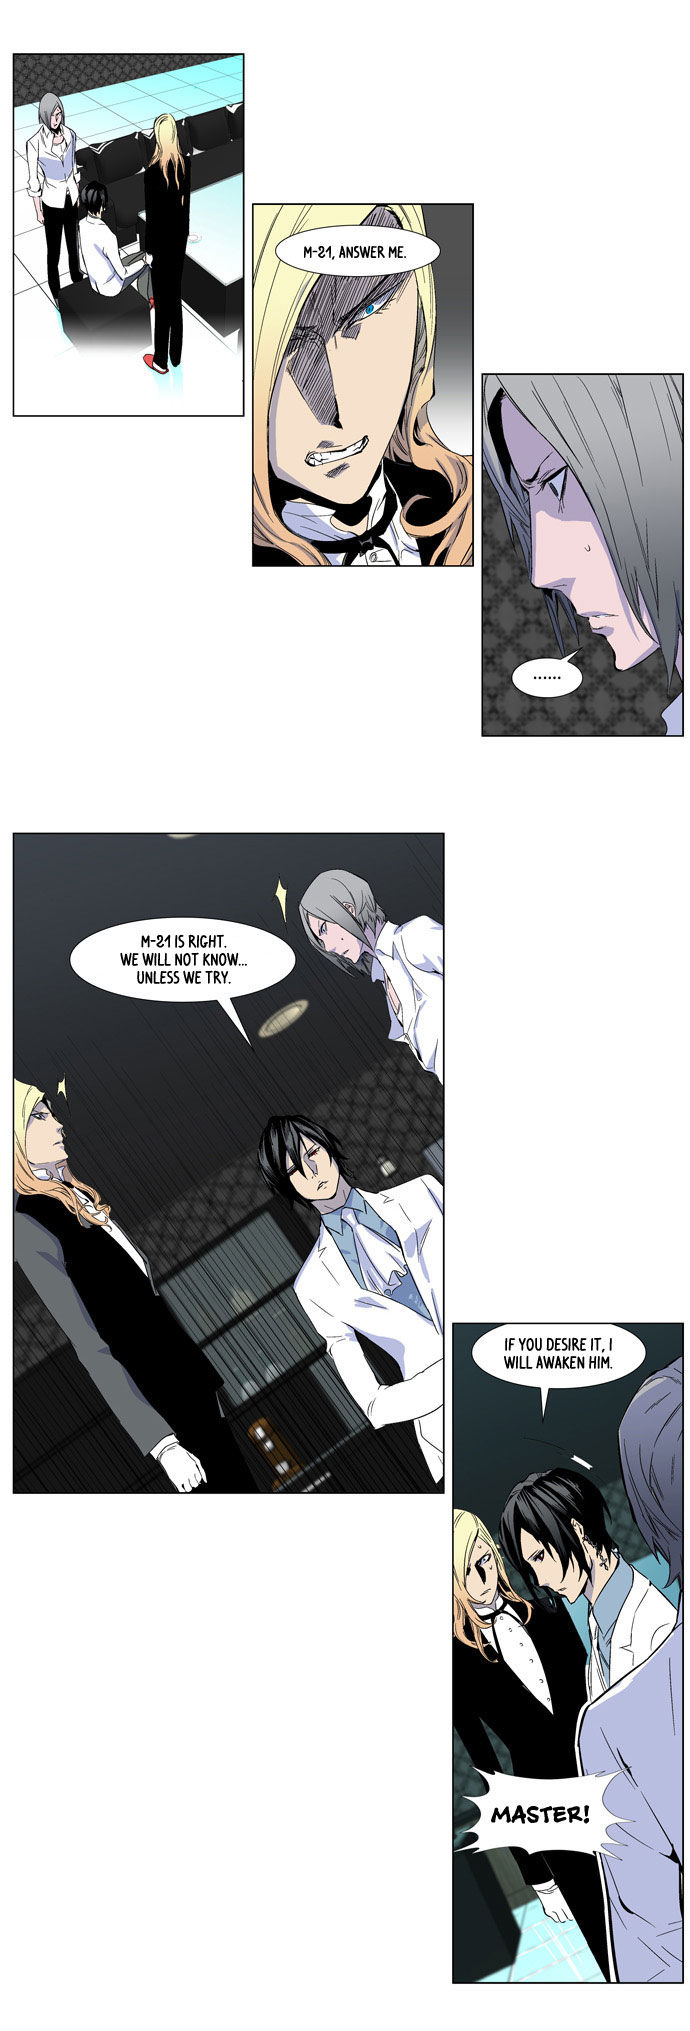 M-21, ANSWER ME.
......
M-21 IS RIGHT.
WE WILL NOT KNOW...
UNLESS WE TRY.
IF YOU DESIRE IT, I
WILL AWAKEN HIM.
MASTER!